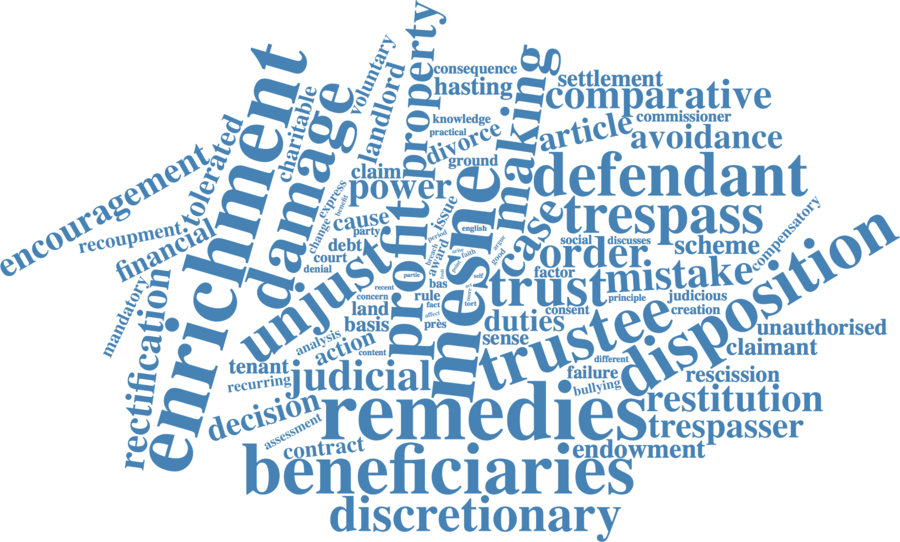 property
voluntary
consequence
hasting
making
settlement
comparative
landlord
enrichment
damage
charitable
knowledge
practical
commissioner
article
avoidance
tolerated
divorce
ground
encouragement
claim
power
defendant
express
benefit
mesne
issue
case
trespass
compensatory
recoupment
financial
change
cause
party
profit
period
english
argue
good
social
discusses
scheme
debt
court
denial
unjust
breach
award
faith
order
factor
mistake
disposition
partie
bas
self
trust
recent
concern
rule
principle
judicious
creation
mandatory
rectification
land
basis
fact
affect
près
tort
duties
consent
trustee
unauthorised
claimant
analysis
action
content
sense
tenant
recurring
judicial
different
failure
bullying
rescission
decision
remedies
restitution
assessment
contract
trespasser
endowment
beneficiaries
discretionary